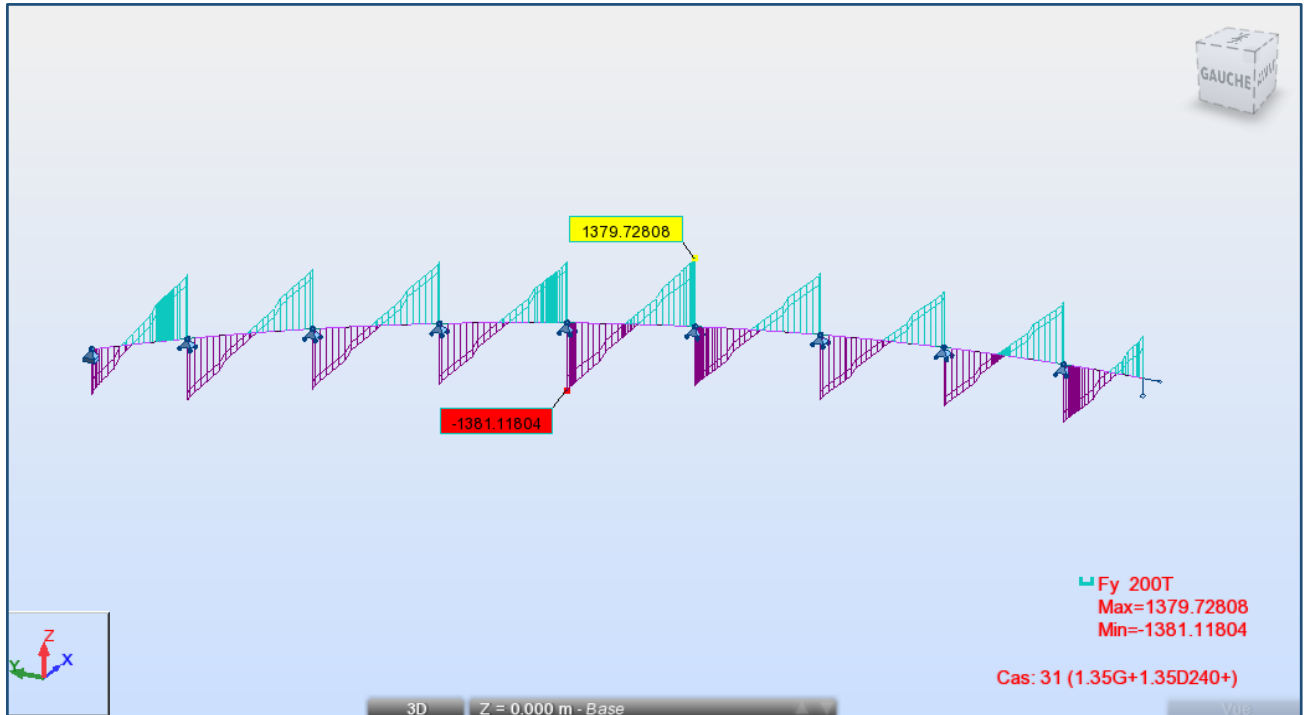 GAUCHE
1379.72808
-1381.11804
Fy 200T
Max=1379.72808
Min=-1381.11804
Cas: 31 (1.35G+1.35D240+)
Z
Y
X
3D
Z = 0.000 m - Base
Vue